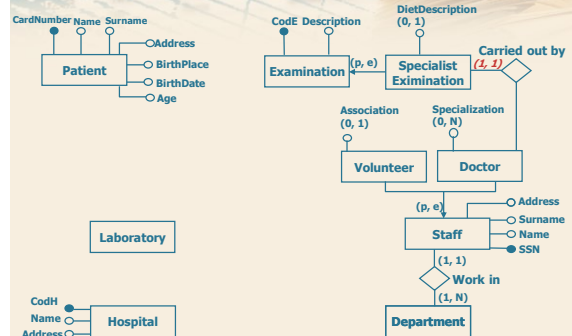 CardNumber Name Surname
Address
BirthPlace
BirthDate
Age
Patient
CodE Description
Examination
(p, e)
DietDescription
(0, 1)
Specialist
Eximination
(1, 1)
Carried out by
Association
(0, 1)
Specialization
(0, N)
Volunteer
Doctor
(p, e)
Address
Surname
Name
SSN
Staff
Laboratory
(1, 1)
Work in
(1, N)
CodH
Name
Address
Hospital
Department